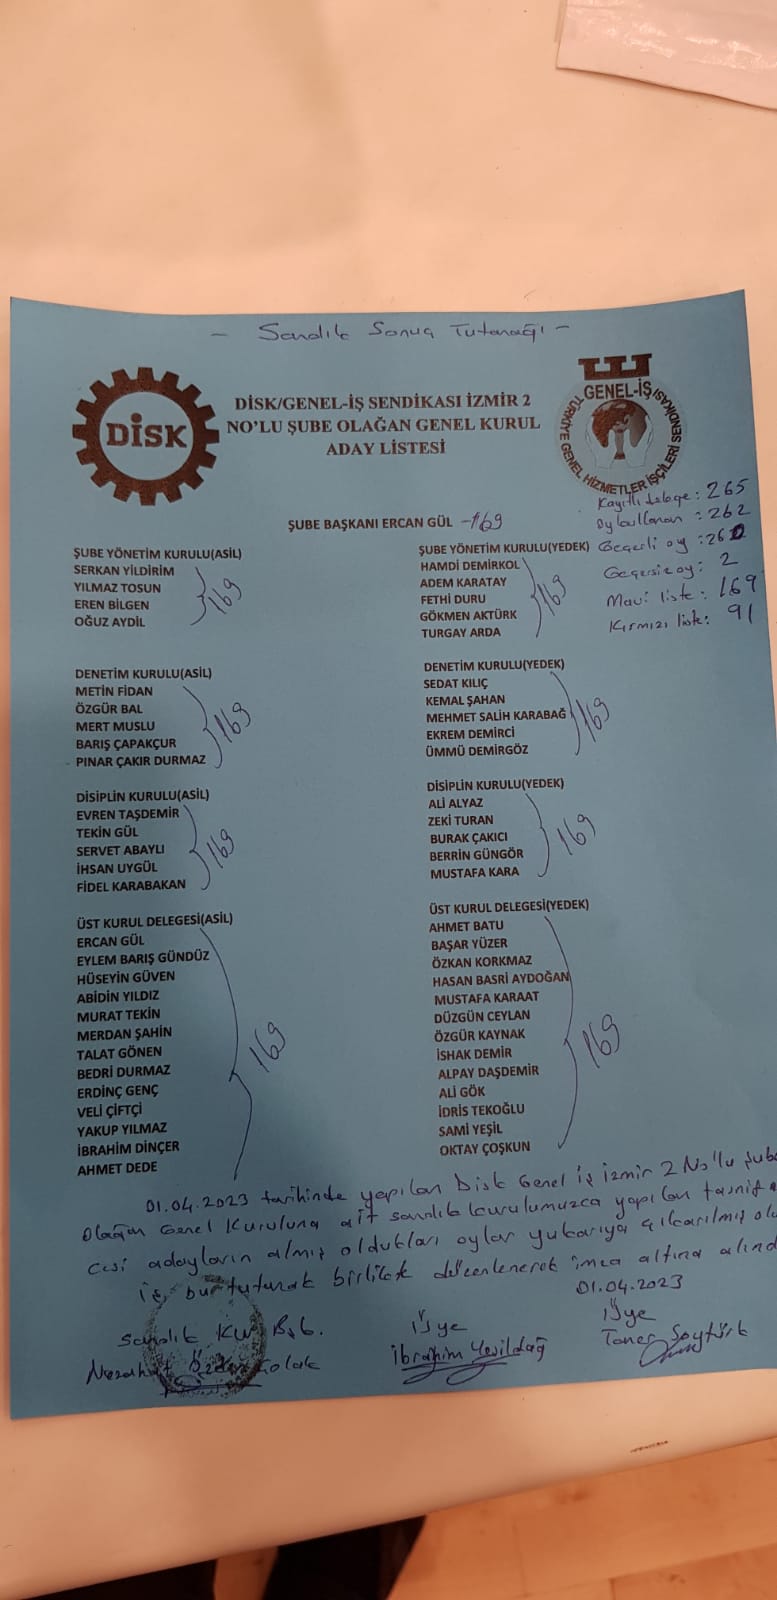 - Sandık Sonuç Tutanağı -
DİSK
DİSK/GENEL-İŞ SENDİKASI İZMİR 2
NO'LU ŞUBE OLAĞAN GENEL KURUL
ADAY LİSTESİ
GENEL-İŞ
TÜRKİYE GENEL HİZMETLER İŞÇİLERİ SENDİKASI
ŞUBE BAŞKANI ERCAN GÜL -169
Kayıtlı delege: 265
Oy kullanan: 262
Geçerli oy: 260
Geçersiz oy: 2
Mavi liste: 169
Kırmızı liste: 91
ŞUBE YÖNETİM KURULU(ASİL)
SERKAN YİLDİRİM
YILMAZ TOSUN
EREN BİLGEN
OĞUZ AYDİL
169
ŞUBE YÖNETİM KURULU(YEDEK)
HAMDİ DEMİRKOL
ADEM KARATAY
FETHİ DURU
GÖKMEN AKTÜRK
TURGAY ARDA
169
DENETİM KURULU(ASİL)
METİN FİDAN
ÖZGÜR BAL
MERT MUSLU
BARIŞ ÇAPAKÇUR
PINAR ÇAKIR DURMAZ
169
DENETİM KURULU(YEDEK)
SEDAT KILIÇ
KEMAL ŞAHAN
MEHMET SALİH KARABAĞ
EKREM DEMİRCİ
ÜMMÜ DEMİRGÖZ
169
DİSİPLİN KURULU(ASİL)
EVREN TAŞDEMİR
TEKİN GÜL
SERVET ABAYLI
İHSAN UYGÜL
FİDEL KARABAKAN
169
DİSİPLİN KURULU(YEDEK)
ALİ ALYAZ
ZEKİ TURAN
BURAK ÇAKICI
BERRİN GÜNGÖR
MUSTAFA KARA
169
ÜST KURUL DELEGESİ(ASİL)
ERCAN GÜL
EYLEM BARIŞ GÜNDÜZ
HÜSEYİN GÜVEN
ABİDİN YILDIZ
MURAT TEKİN
MERDAN ŞAHİN
TALAT GÖNEN
BEDRİ DURMAZ
ERDİNÇ GENÇ
VELİ ÇİFTÇİ
YAKUP YILMAZ
İBRAHİM DİNÇER
AHMET DEDE
169
ÜST KURUL DELEGESİ(YEDEK)
AHMET BATU
BAŞAR YÜZER
ÖZKAN KORKMAZ
HASAN BASRİ AYDOĞAN
MUSTAFA KARAAT
DÜZGÜN CEYLAN
ÖZGÜR KAYNAK
İSHAK DEMİR
ALPAY DAŞDEMİR
ALİ GÖK
İDRİS TEKOĞLU
SAMİ YEŞİL
OKTAY ÇOŞKUN
169
01.04.2023 tarihinde yapılan Disk Genel iş izmir 2 No'lu Şube
Olağan Genel Kuruluna ait sandık kurulumuzca yapılan tasnif
cesi adayların almış oldukları oylar yukarıya çıkarılmış
iş bu tutanak birlikte düzenlenerek imza altına alındı
01.04.2023
Sandık Kur. Bşk.
Nezahat Özden Çolak
Üye
İbrahim Yeşildağ
Üye
Taner Soytürk